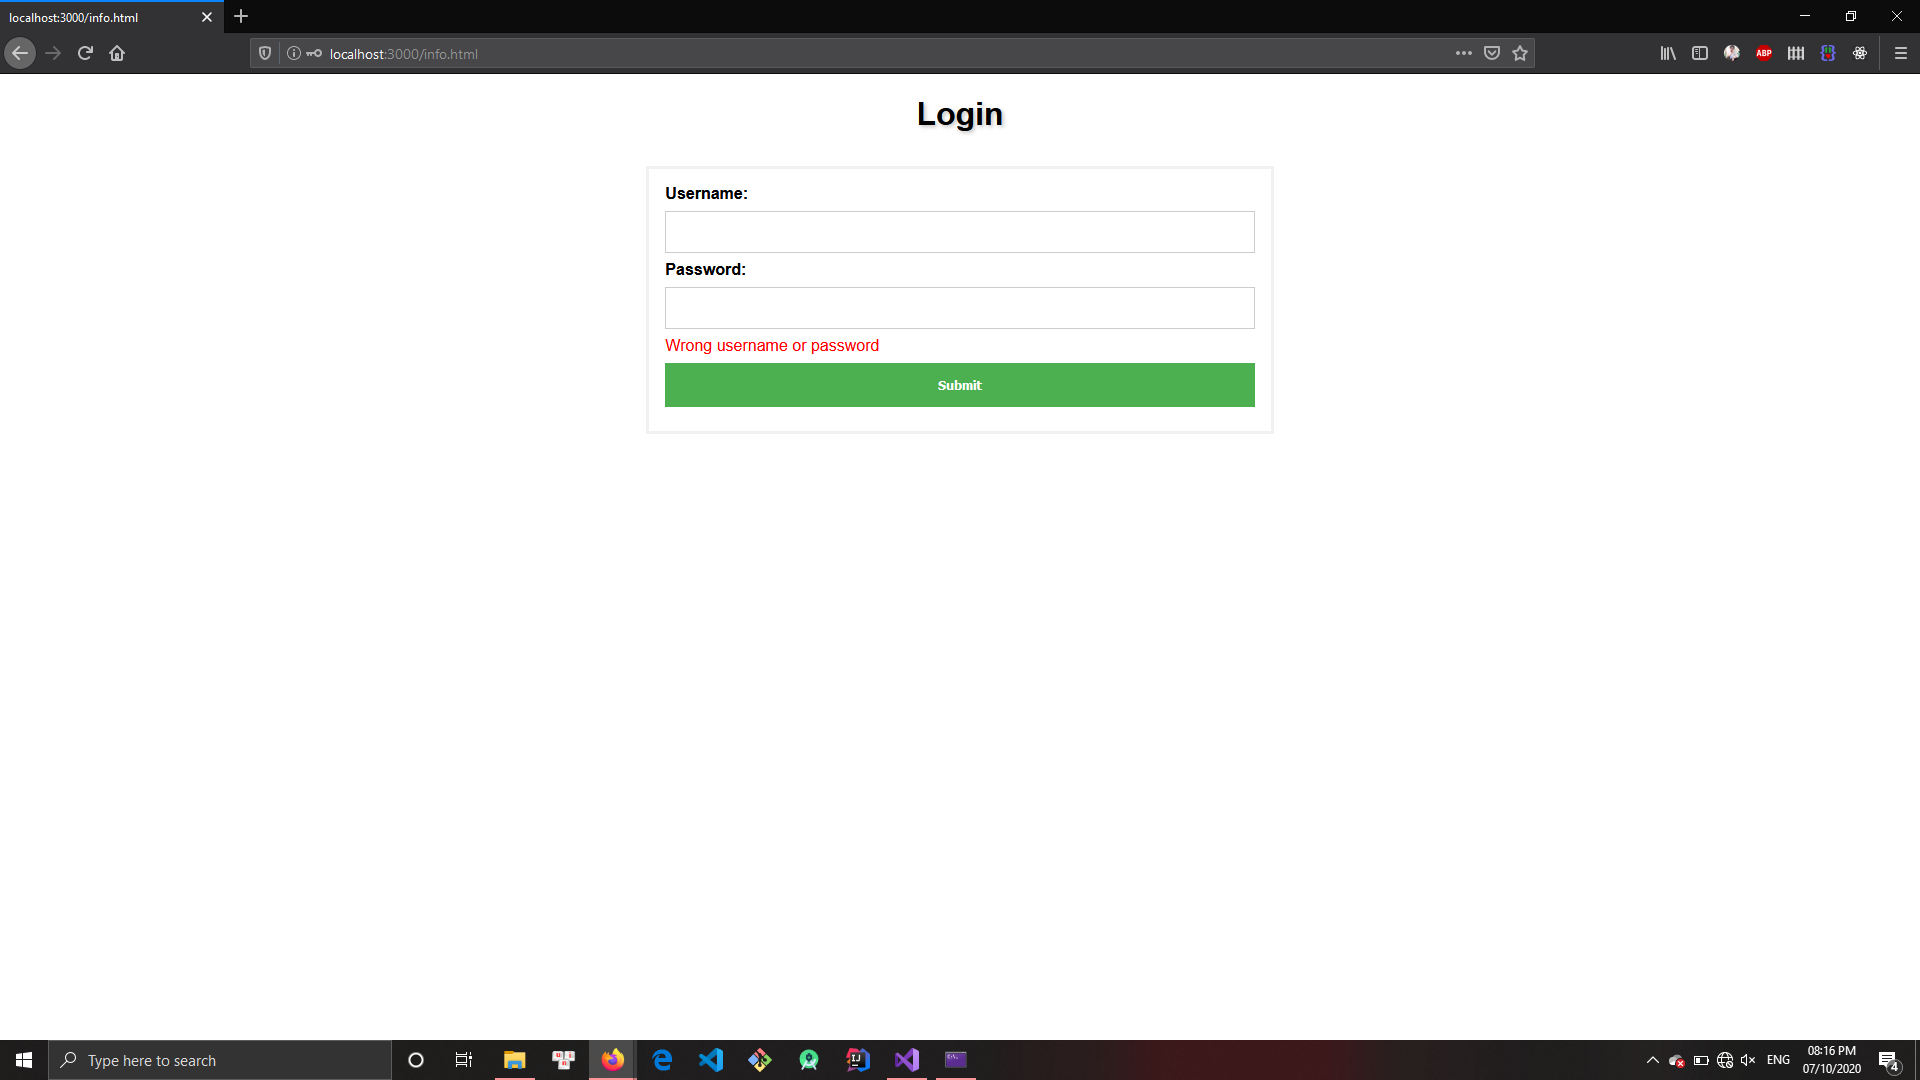 localhost:3000/info.html
localhost:3000/info.html
ABP
Login
Username:
Password:
Wrong username or password
Submit
Type here to search
ENG
08:16 PM
07/10/2020
4